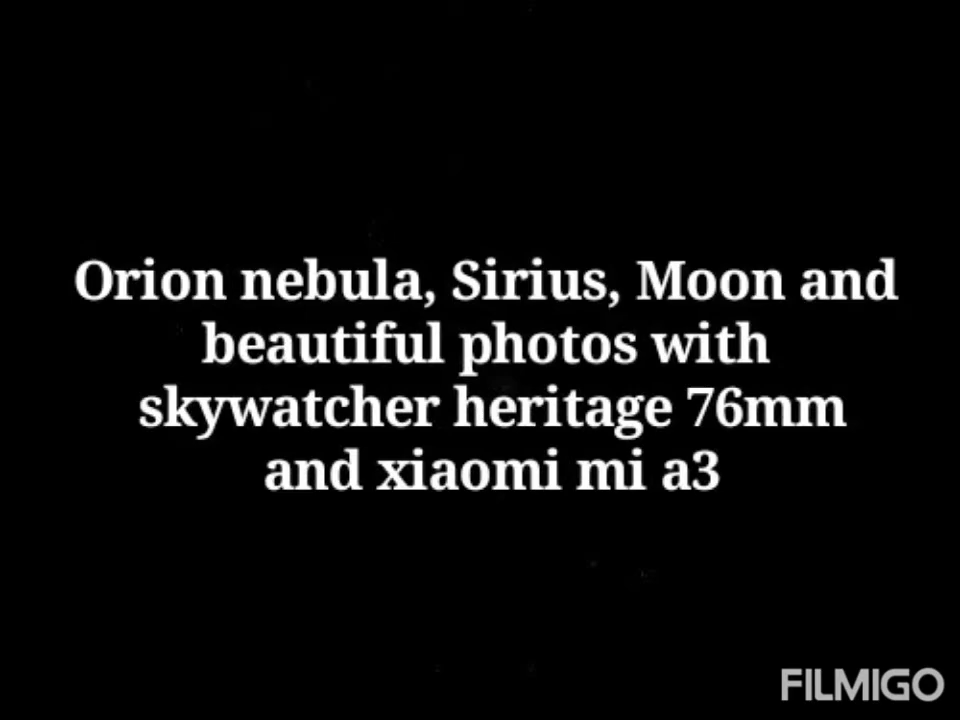 Orion nebula, Sirius, Moon and
beautiful photos with
skywatcher heritage 76mm
and xiaomi mi a3
FILMIGO